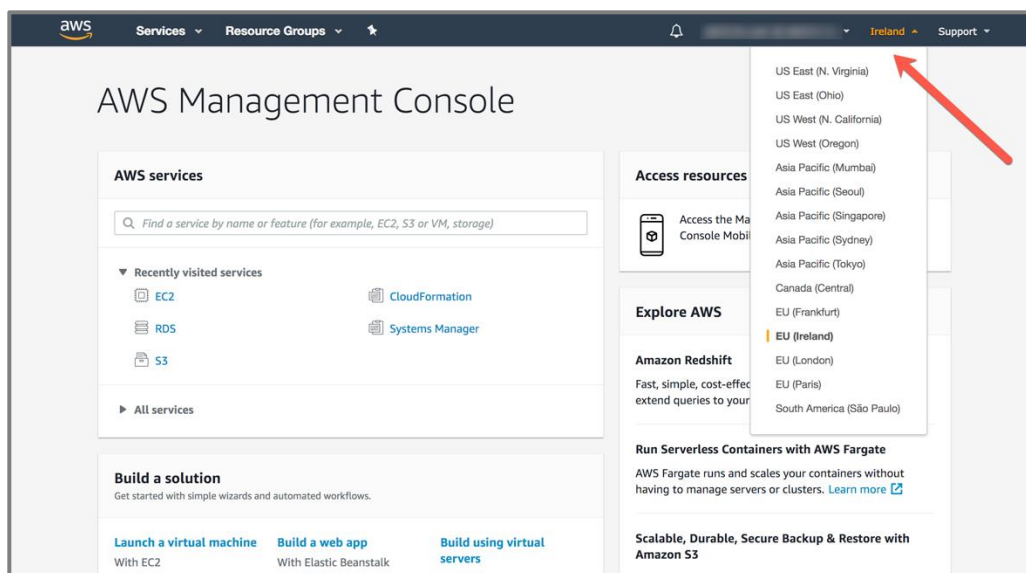 aws
Services
Resource Groups
Ireland
Support
AWS Management Console
AWS services
Find a service by name or feature (for example, EC2, S3 or VM, storage)
Recently visited services
EC2
CloudFormation
RDS
Systems Manager
S3
All services
Build a solution
Get started with simple wizards and automated workflows.
Launch a virtual machine
With EC2
Build a web app
With Elastic Beanstalk
Build using virtual
servers
Access resources
Access the Ma
Console Mobil
Explore AWS
Amazon Redshift
Fast, simple, cost-effec
extend queries to your
Run Serverless Containers with AWS Fargate
AWS Fargate runs and scales your containers without
having to manage servers or clusters. Learn more
Scalable, Durable, Secure Backup & Restore with
Amazon S3
US East (N. Virginia)
US East (Ohio)
US West (N. California)
US West (Oregon)
Asia Pacific (Mumbai)
Asia Pacific (Seoul)
Asia Pacific (Singapore)
Asia Pacific (Sydney)
Asia Pacific (Tokyo)
Canada (Central)
EU (Frankfurt)
EU (Ireland)
EU (London)
EU (Paris)
South America (São Paulo)